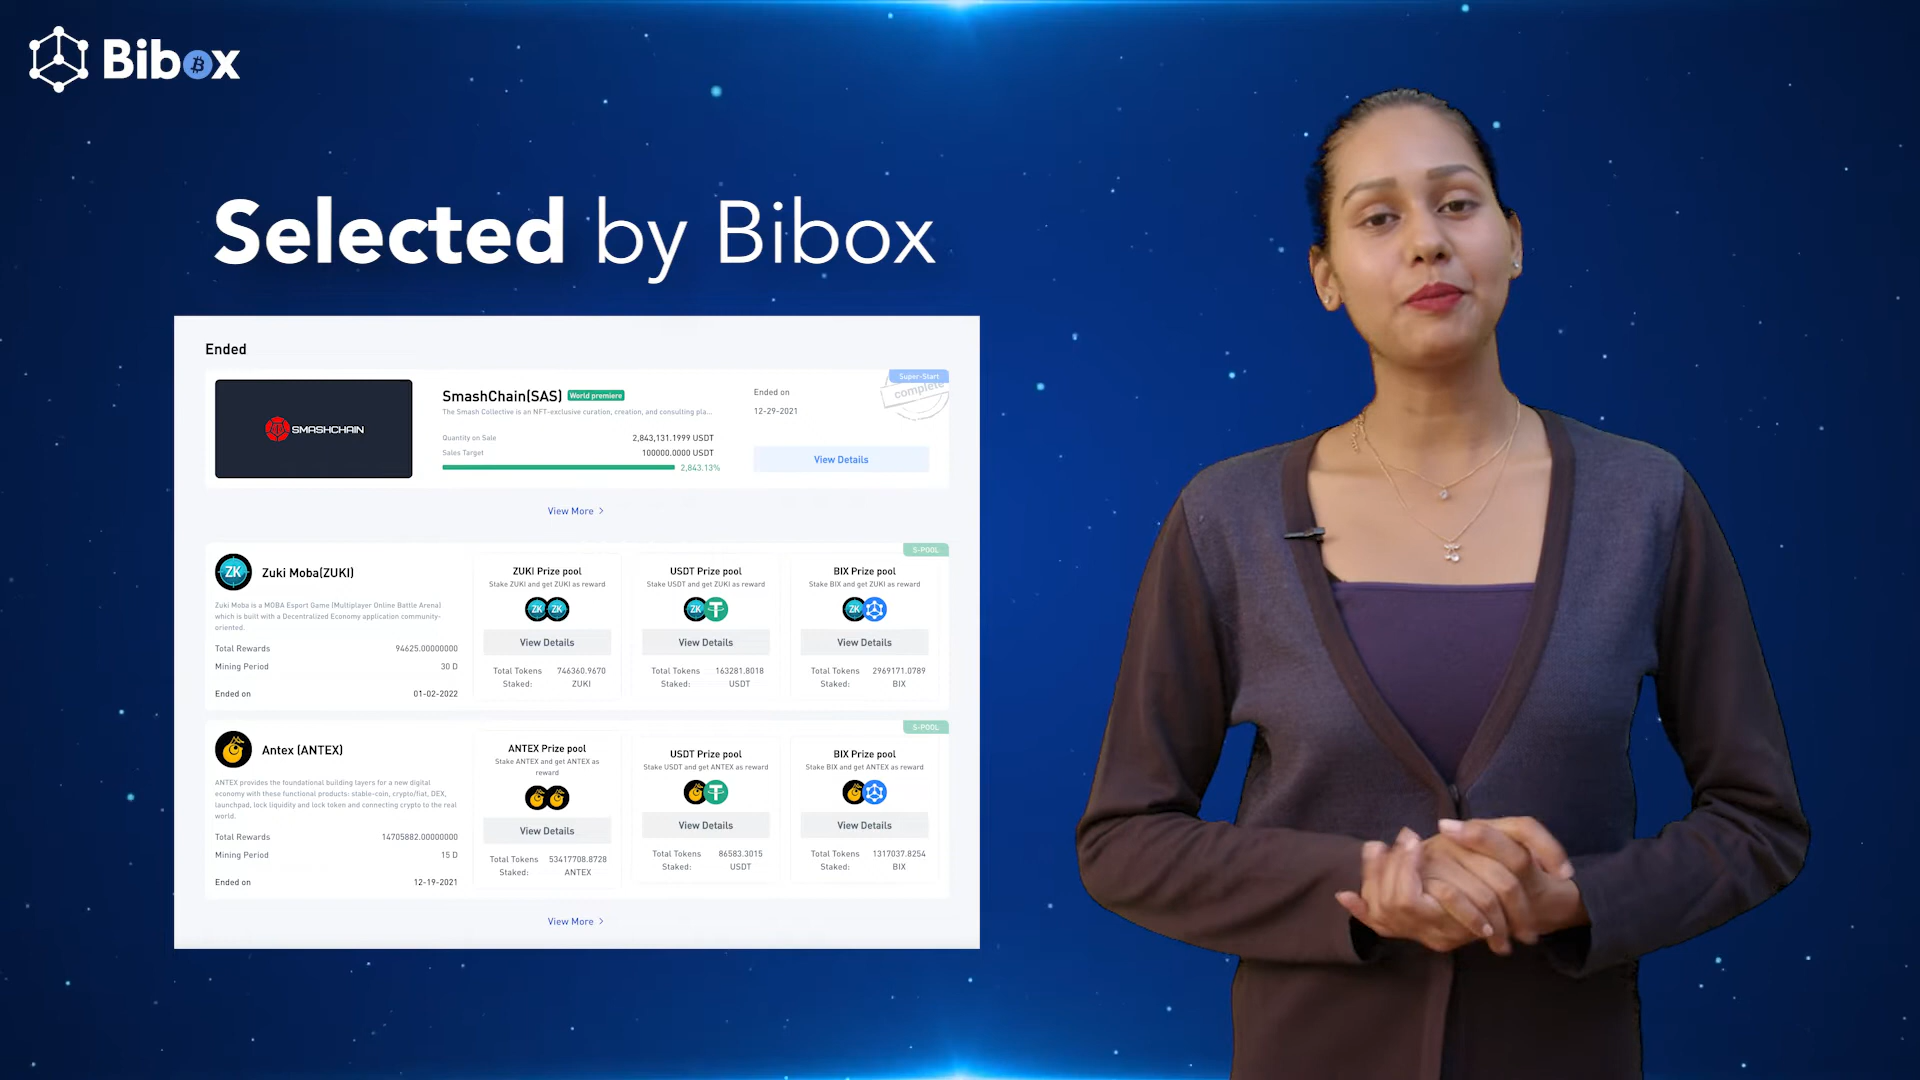 Bibox
Selected by Bibox
Ended
SMASHCHAIN
SmashChain(SAS) World premiere
The Smash Collective is an NFT-exclusive curation, creation, and consulting pla...
Quantity on Sale 2,843,131.1999 USDT
Sales Target 100000.0000 USDT
2,843.13%
Ended on
12-29-2021
Super-Start
complete
View Details
View More >
S-POOL
ZK Zuki Moba(ZUKI)
Zuki Moba is a MOBA Esport Game (Multiplayer Online Battle Arena)
which is built with a Decentralized Economy application community-
oriented.
Total Rewards 94625.00000000
Mining Period 30 D
Ended on 01-02-2022
ZUKI Prize pool
Stake ZUKI and get ZUKI as reward
ZK ZK
View Details
Total Tokens 746360.9670
Staked: ZUKI
USDT Prize pool
Stake USDT and get ZUKI as reward
ZK
View Details
Total Tokens 163281.8018
Staked: USDT
BIX Prize pool
Stake BIX and get ZUKI as reward
ZK
View Details
Total Tokens 2969171.0789
Staked: BIX
S-POOL
Antex (ANTEX)
ANTEX provides the foundational building layers for a new digital
economy with these functional products: stable-coin, crypto/fiat, DEX,
launchpad, lock liquidity and lock token and connecting crypto to the real
world.
Total Rewards 14705882.00000000
Mining Period 15 D
Ended on 12-19-2021
ANTEX Prize pool
Stake ANTEX and get ANTEX as
reward
View Details
Total Tokens 53417708.8728
Staked: ANTEX
USDT Prize pool
Stake USDT and get ANTEX as reward
View Details
Total Tokens 86583.3015
Staked: USDT
BIX Prize pool
Stake BIX and get ANTEX as reward
View Details
Total Tokens 1317037.8254
Staked: BIX
View More >